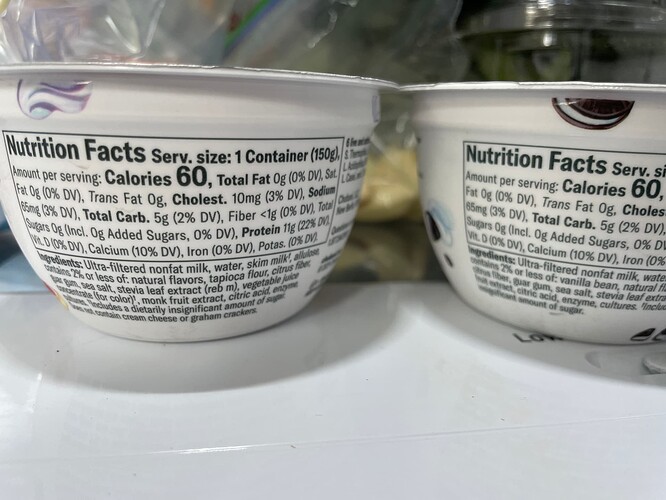 Nutrition Facts Serv. size: 1 Container (150g),
Amount per serving: Calories 60, Total Fat 0g (0% DV), Sat.
Fat 0g (0% DV), Trans Fat 0g, Cholest. 10mg (3% DV), Sodium
65mg (3% DV), Total Carb. 5g (2% DV), Fiber <1g (0% DV), Total
Sugars 0g (Incl. 0g Added Sugars, 0% DV), Protein 11g (22% DV),
Vit. D (0% DV), Calcium (10% DV), Iron (0% DV), Potas. (0% DV).
Ingredients: Ultra-filtered nonfat milk, water, skim milk¹, allulose,
contains 2% or less of: natural flavors, tapioca flour, citrus fiber,
guar gum, sea salt, stevia leaf extract (reb m), vegetable juice
concentrate (for color)¹, monk fruit extract, citric acid, enzyme,
¹Includes a dietarily insignificant amount of sugar.
not contain cream cheese or graham crackers.
Nutrition Facts Serv. si
Amount per serving: Calories 60,
Fat 0g (0% DV), Trans Fat 0g, Choles
65mg (3% DV), Total Carb. 5g (2% DV),
Sugars 0g (Incl. 0g Added Sugars, 0% D
Vit. D (0% DV), Calcium (10% DV), Iron (0%
Ingredients: Ultra-filtered nonfat milk, wate
contains 2% or less of: vanilla bean, natural fl
fiber, guar gum, sea salt, stevia leaf extr
fruit extract, citric acid, enzyme, cultures. ¹Includ
insignificant amount of sugar.